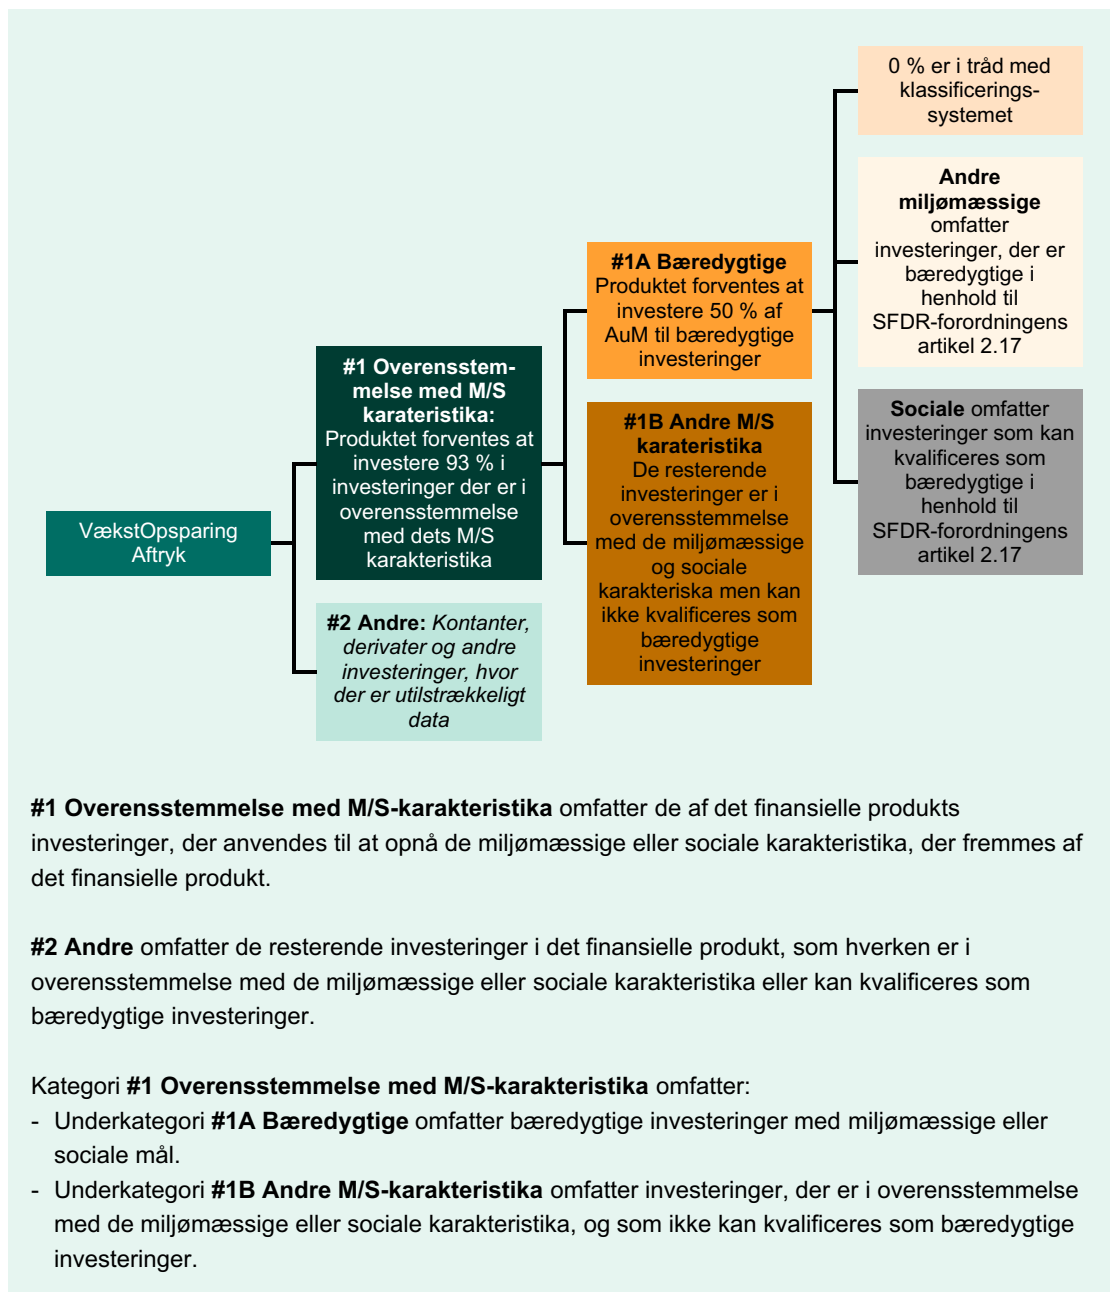 VækstOpsparing
Aftryk
#1 Overensstem-
melse med M/S
karateristika:
Produktet forventes at
investere 93 % i
investeringer der er i
overensstemmelse
med dets M/S
karakteristika
#2 Andre: Kontanter,
derivater og andre
investeringer, hvor
der er utilstrækkeligt
data
#1A Bæredygtige
Produktet forventes at
investere 50 % af
AuM til bæredygtige
investeringer
#1B Andre M/S
karateristika
De resterende
investeringer er i
overensstemmelse
med de miljømæssige
og sociale
karakteriska men kan
ikke kvalificeres som
bæredygtige
investeringer
0 % er i tråd med
klassificerings-
systemet
Andre
miljømæssige
omfatter
investeringer, der er
bæredygtige i
henhold til
SFDR-forordningens
artikel 2.17
Sociale omfatter
investeringer som kan
kvalificeres som
bæredygtige i
henhold til
SFDR-forordningens
artikel 2.17
#1 Overensstemmelse med M/S-karakteristika omfatter de af det finansielle produkts
investeringer, der anvendes til at opnå de miljømæssige eller sociale karakteristika, der fremmes af
det finansielle produkt.
#2 Andre omfatter de resterende investeringer i det finansielle produkt, som hverken er i
overensstemmelse med de miljømæssige eller sociale karakteristika eller kan kvalificeres som
bæredygtige investeringer.
Kategori #1 Overensstemmelse med M/S-karakteristika omfatter:
- Underkategori #1A Bæredygtige omfatter bæredygtige investeringer med miljømæssige eller
sociale mål.
- Underkategori #1B Andre M/S-karakteristika omfatter investeringer, der er i overensstemmelse
med de miljømæssige eller sociale karakteristika, og som ikke kan kvalificeres som bæredygtige
investeringer.